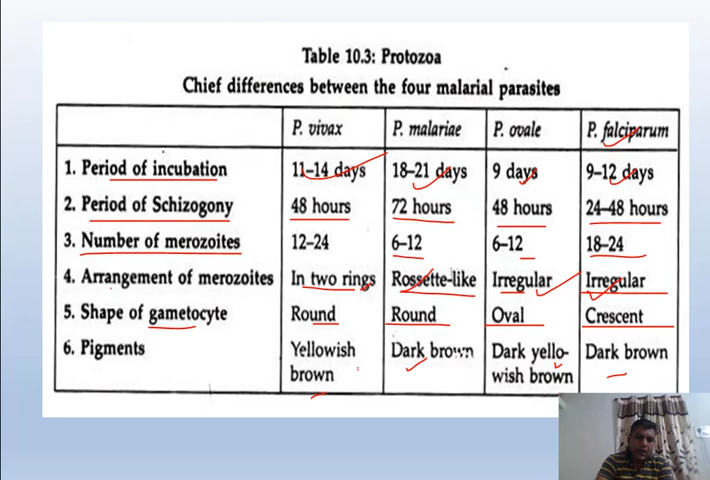 Table 10.3: Protozoa
Chief differences between the four malarial parasites
P. vivax P. malariae P. ovale P. falciparum
1. Period of incubation 11–14 days 18–21 days 9 days 9–12 days
2. Period of Schizogony 48 hours 72 hours 48 hours 24–48 hours
3. Number of merozoites 12–24 6–12 6–12 18–24
4. Arrangement of merozoites In two rings Rossette-like Irregular Irregular
5. Shape of gametocyte Round Round Oval Crescent
6. Pigments Yellowish Dark brown Dark yello- Dark brown
brown wish brown